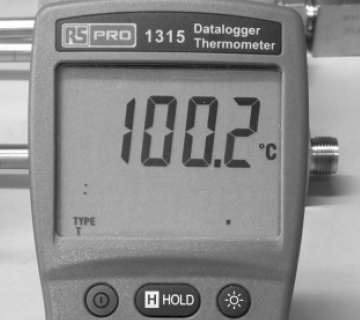 RS PRO 1315 Datalogger
Thermometer
100.2 °C
:
TYPE
T
H HOLD